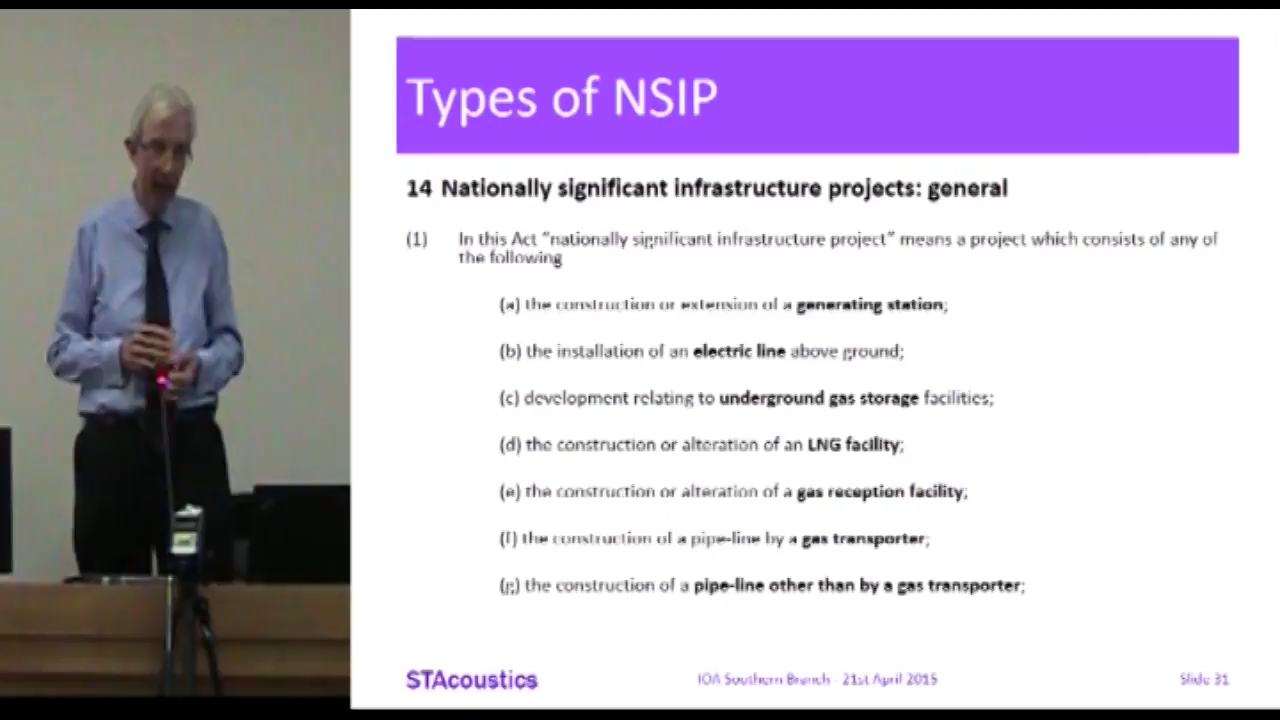 Types of NSIP
14 Nationally significant infrastructure projects: general
(1) In this Act “nationally significant infrastructure project” means a project which consists of any of
the following
(a) the construction or extension of a generating station;
(b) the installation of an electric line above ground;
(c) development relating to underground gas storage facilities;
(d) the construction or alteration of an LNG facility;
(e) the construction or alteration of a gas reception facility;
(f) the construction of a pipe-line by a gas transporter;
(g) the construction of a pipe-line other than by a gas transporter;
STAcoustics
IOA Southern Branch - 21st April 2015
Slide 31